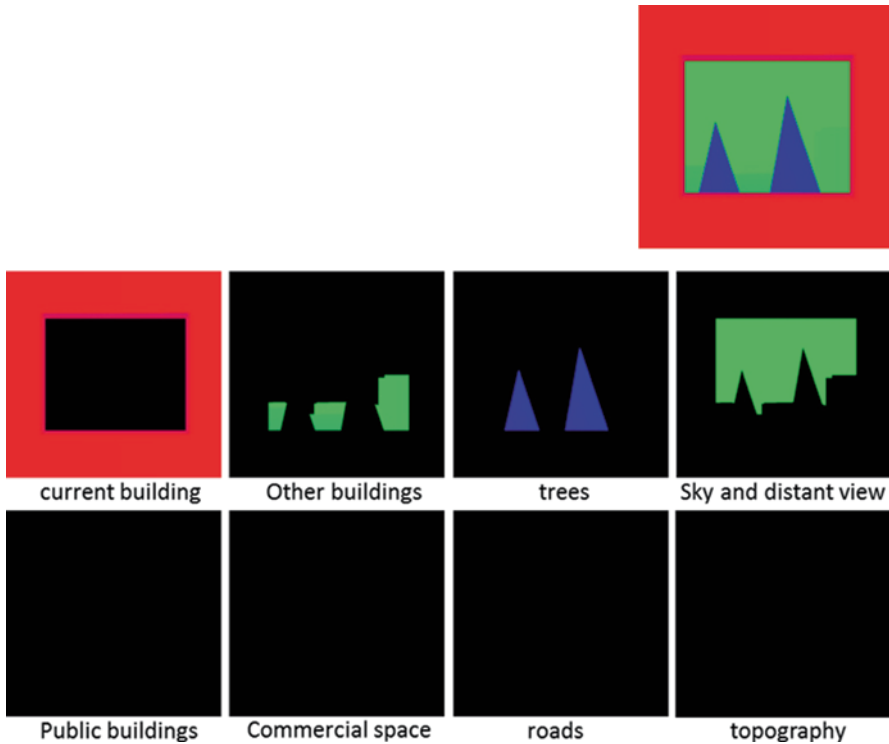 current building
Other buildings
trees
Sky and distant view
Public buildings
Commercial space
roads
topography